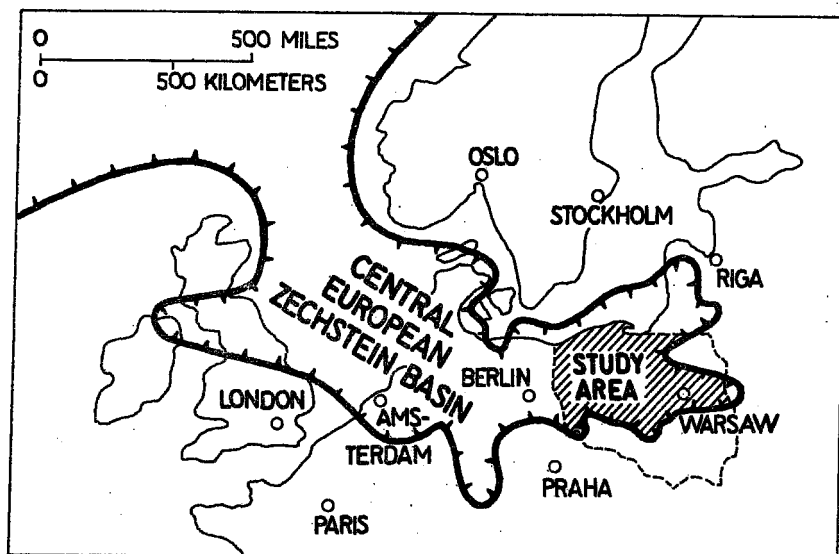 0 500 MILES
0 500 KILOMETERS
OSLO
STOCKHOLM
RIGA
CENTRAL
EUROPEAN
ZECHSTEIN BASIN
STUDY
AREA
BERLIN
WARSAW
LONDON
AMS-
TERDAM
PRAHA
PARIS